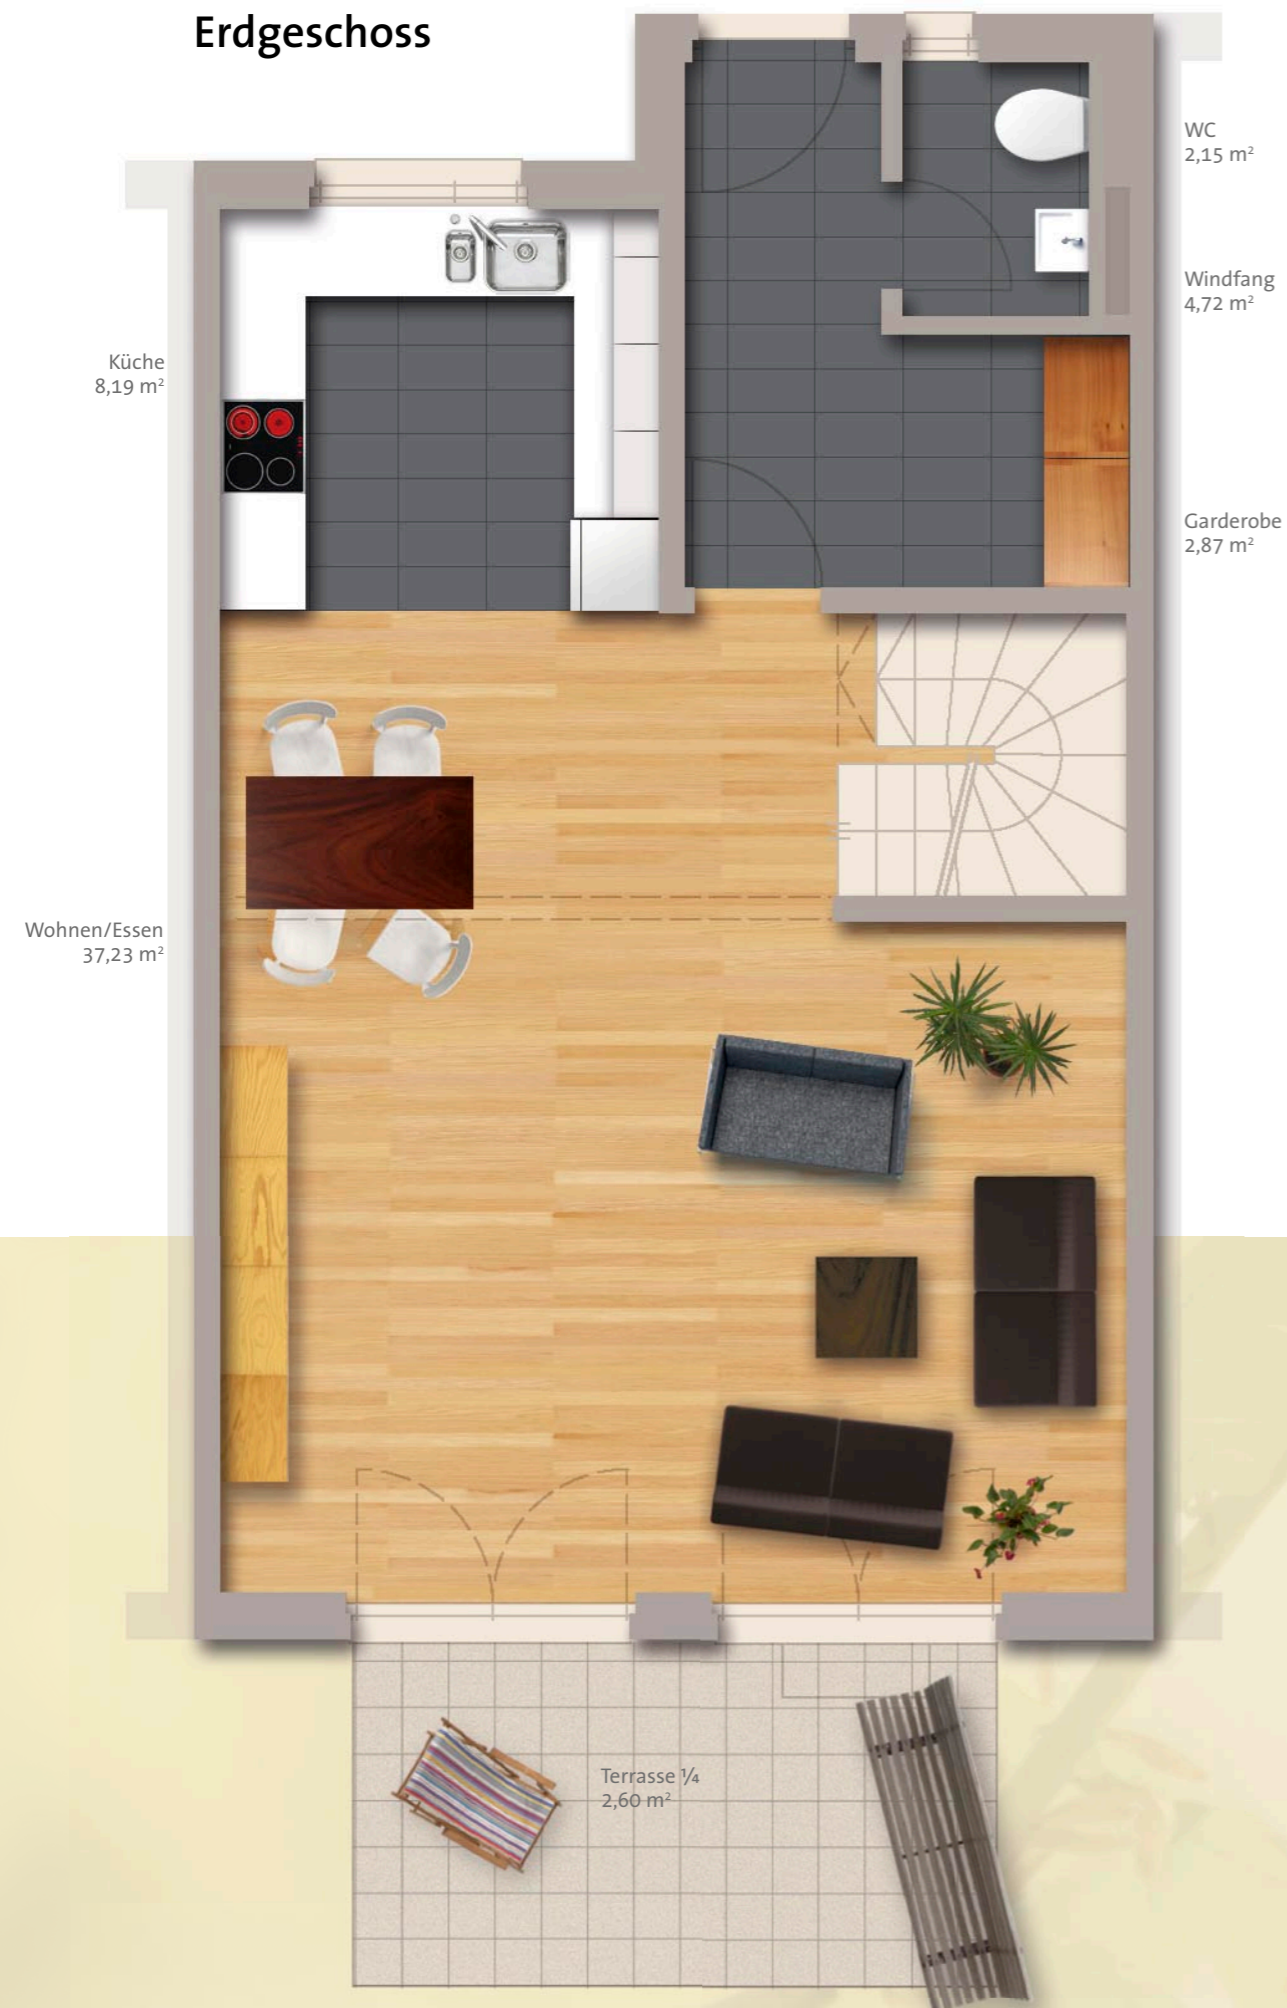 Erdgeschoss
WC
2,15 m²
Windfang
4,72 m²
Küche
8,19 m²
Garderobe
2,87 m²
Wohnen/Essen
37,23 m²
Terrasse ¼
2,60 m²